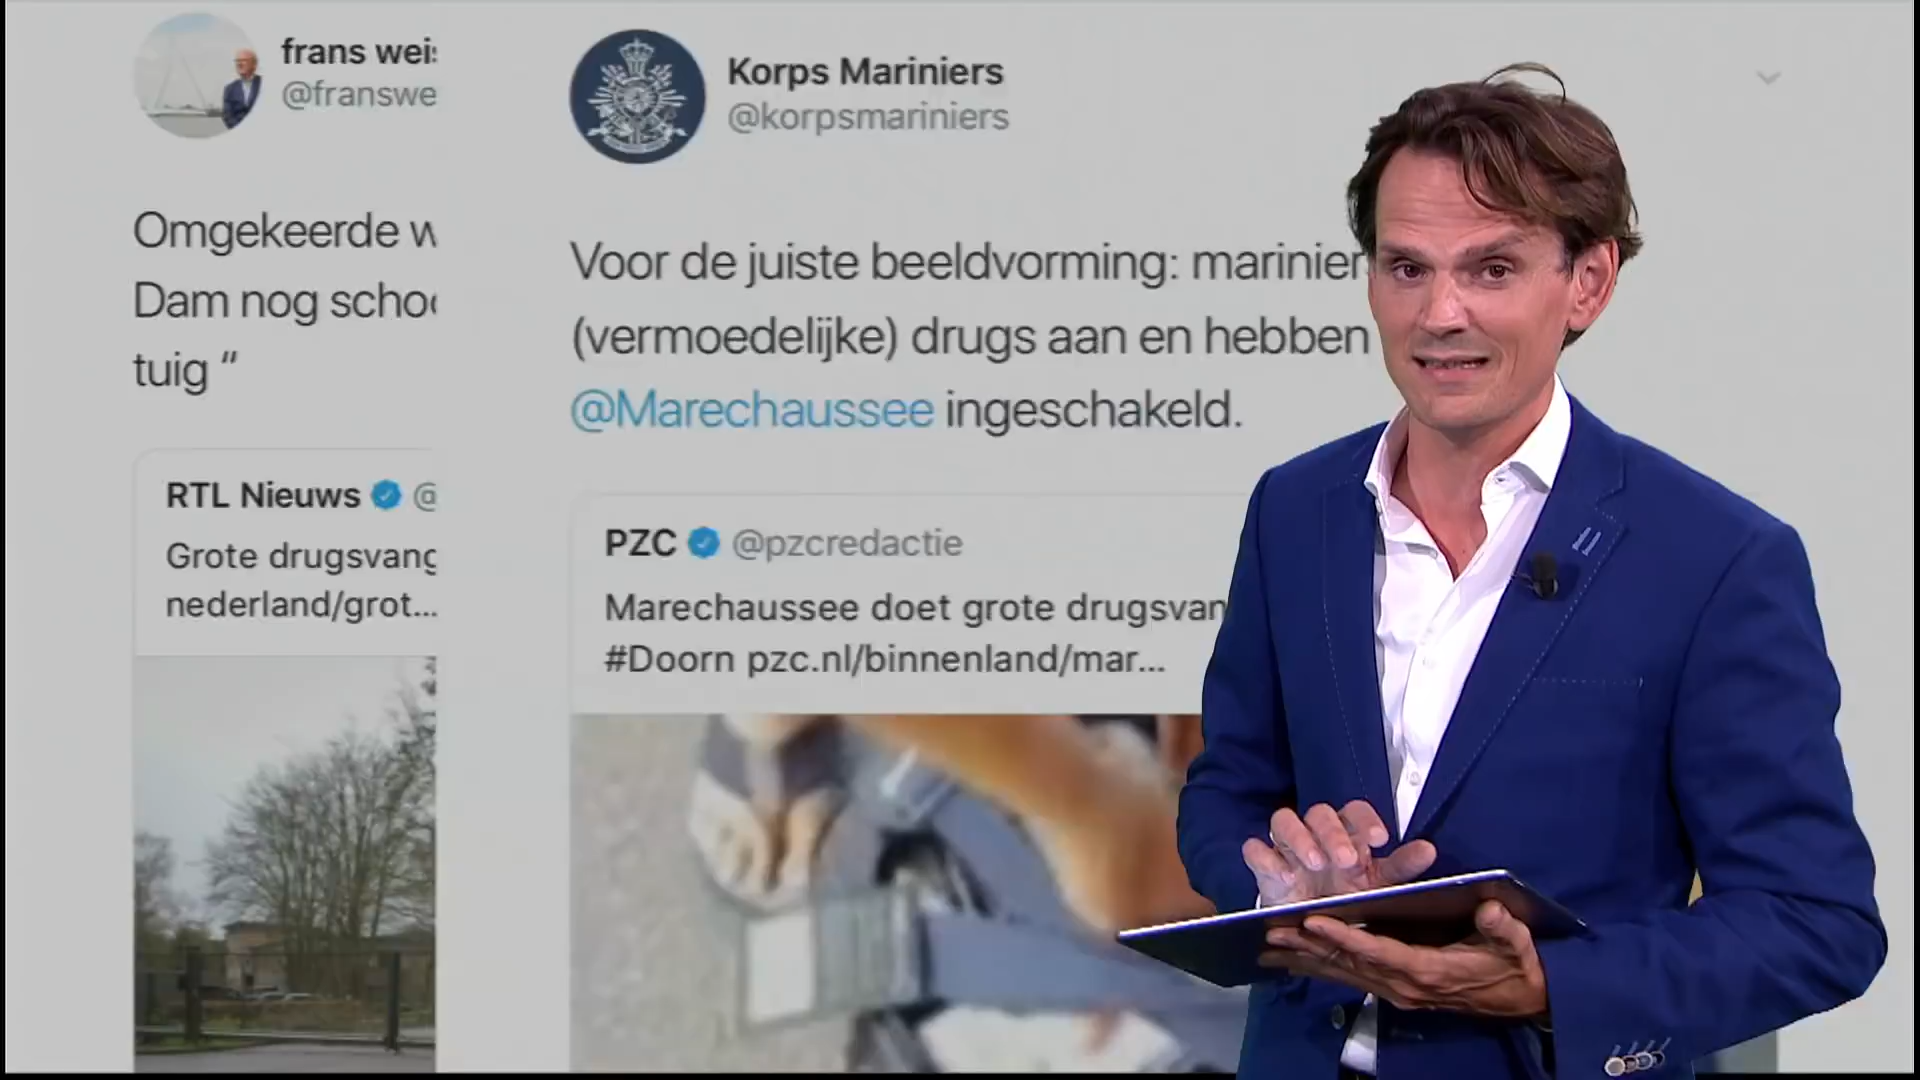 frans wei
@franswe
Omgekeerde w
Dam nog schoo
tuig “
RTL Nieuws @
Grote drugsvang
nederland/grot...
Korps Mariniers
@korpsmariniers
Voor de juiste beeldvorming: marinier
(vermoedelijke) drugs aan en hebben
@Marechaussee ingeschakeld.
PZC @pzcredactie
Marechaussee doet grote drugsvan
#Doorn pzc.nl/binnenland/mar...